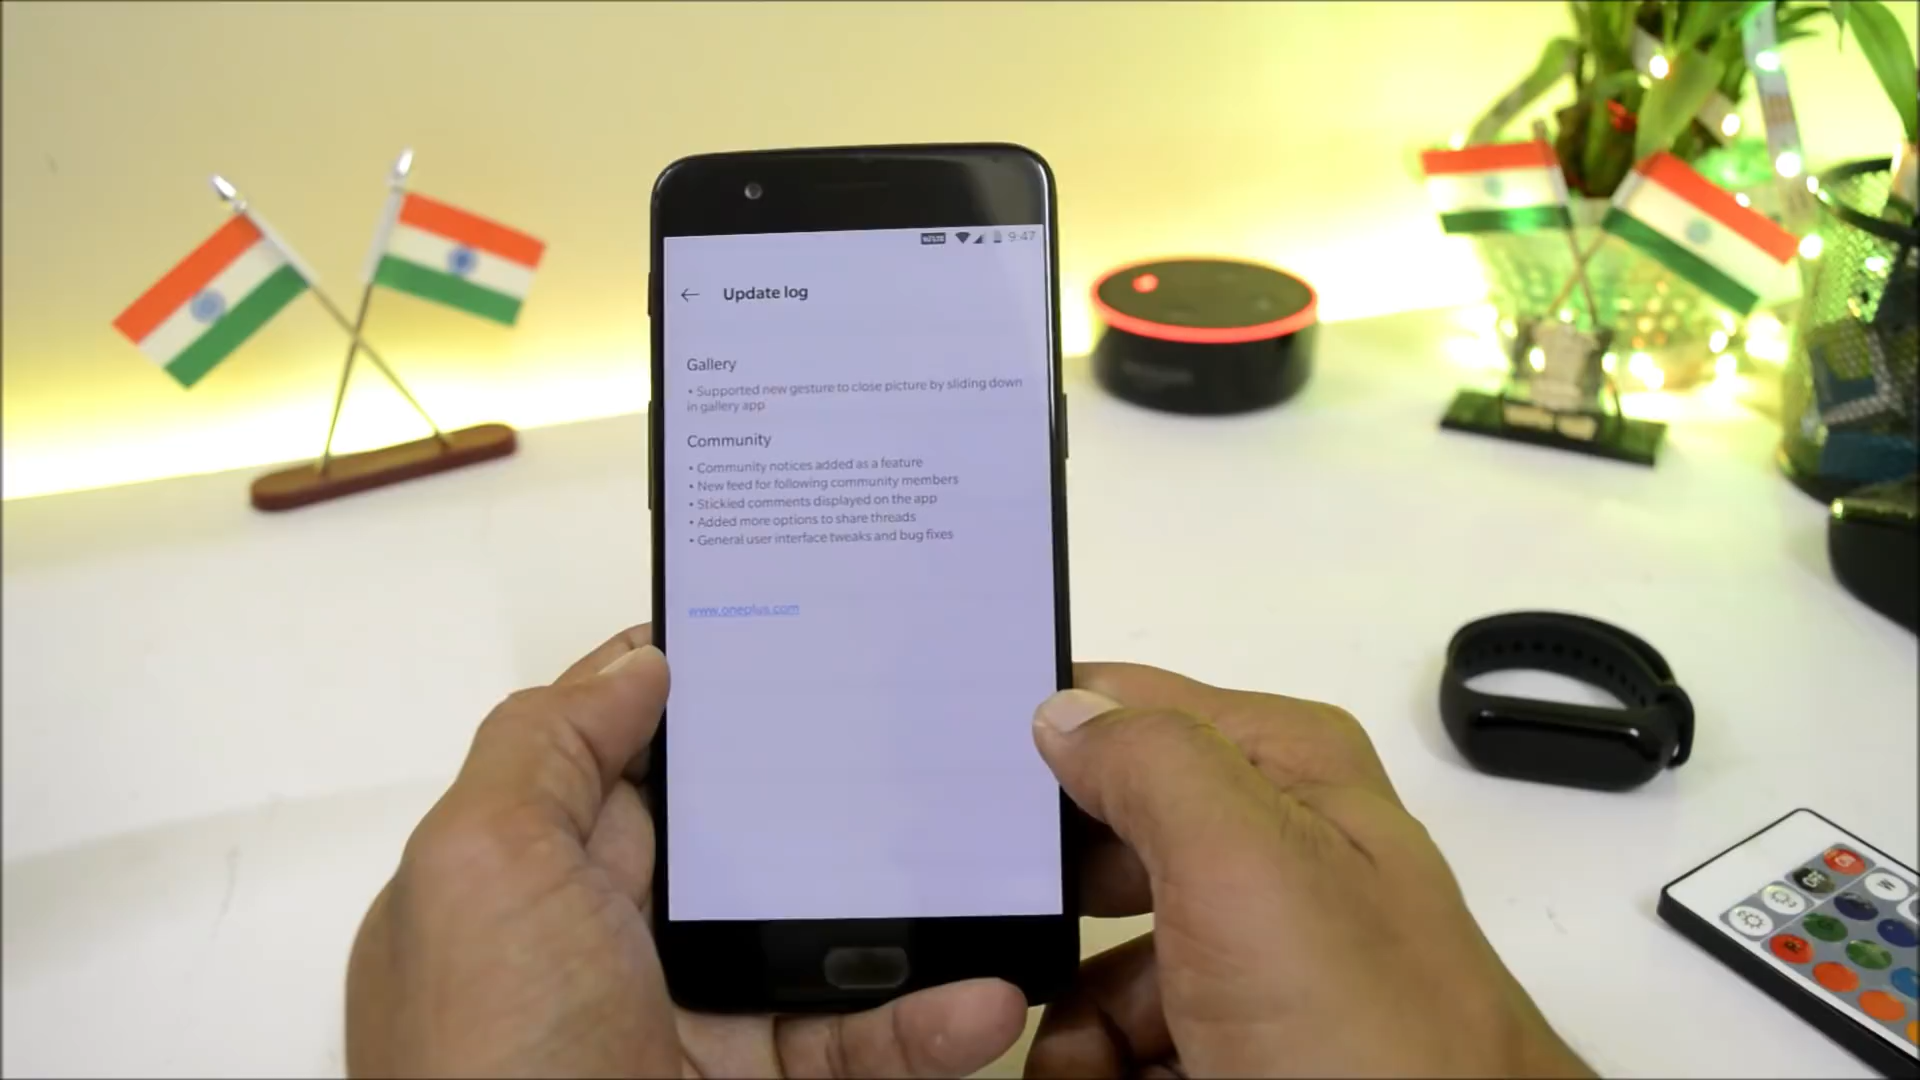 9:47
Update log
Gallery
• Supported new gesture to close picture by sliding down
in gallery app
Community
• Community notices added as a feature
• New feed for following community members
• Stickied comments displayed on the app
• Added more options to share threads
• General user interface tweaks and bug fixes
www.oneplus.com
OFF
W